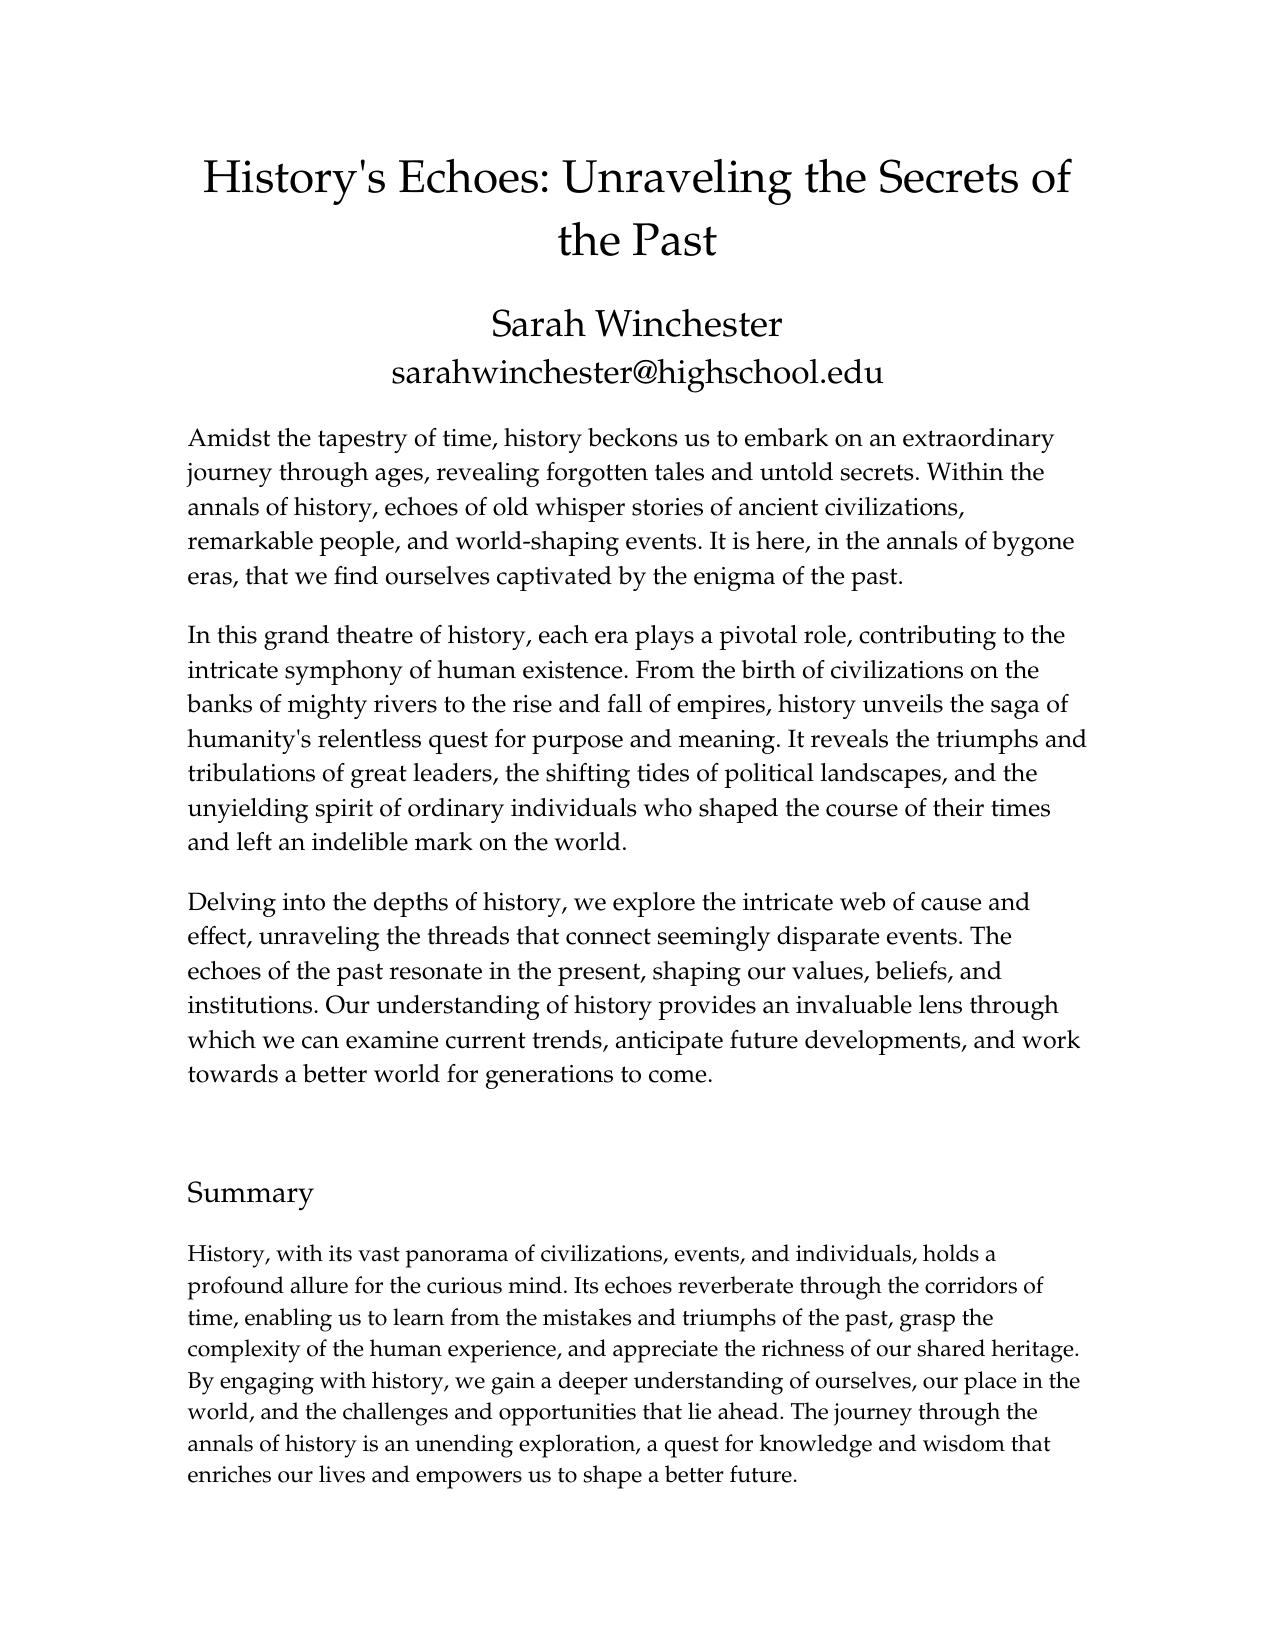 History's Echoes: Unraveling the Secrets of
the Past
Sarah Winchester
sarahwinchester@highschool.edu
Amidst the tapestry of time, history beckons us to embark on an extraordinary
journey through ages, revealing forgotten tales and untold secrets. Within the
annals of history, echoes of old whisper stories of ancient civilizations,
remarkable people, and world-shaping events. It is here, in the annals of bygone
eras, that we find ourselves captivated by the enigma of the past.
In this grand theatre of history, each era plays a pivotal role, contributing to the
intricate symphony of human existence. From the birth of civilizations on the
banks of mighty rivers to the rise and fall of empires, history unveils the saga of
humanity's relentless quest for purpose and meaning. It reveals the triumphs and
tribulations of great leaders, the shifting tides of political landscapes, and the
unyielding spirit of ordinary individuals who shaped the course of their times
and left an indelible mark on the world.
Delving into the depths of history, we explore the intricate web of cause and
effect, unraveling the threads that connect seemingly disparate events. The
echoes of the past resonate in the present, shaping our values, beliefs, and
institutions. Our understanding of history provides an invaluable lens through
which we can examine current trends, anticipate future developments, and work
towards a better world for generations to come.
Summary
History, with its vast panorama of civilizations, events, and individuals, holds a
profound allure for the curious mind. Its echoes reverberate through the corridors of
time, enabling us to learn from the mistakes and triumphs of the past, grasp the
complexity of the human experience, and appreciate the richness of our shared heritage.
By engaging with history, we gain a deeper understanding of ourselves, our place in the
world, and the challenges and opportunities that lie ahead. The journey through the
annals of history is an unending exploration, a quest for knowledge and wisdom that
enriches our lives and empowers us to shape a better future.